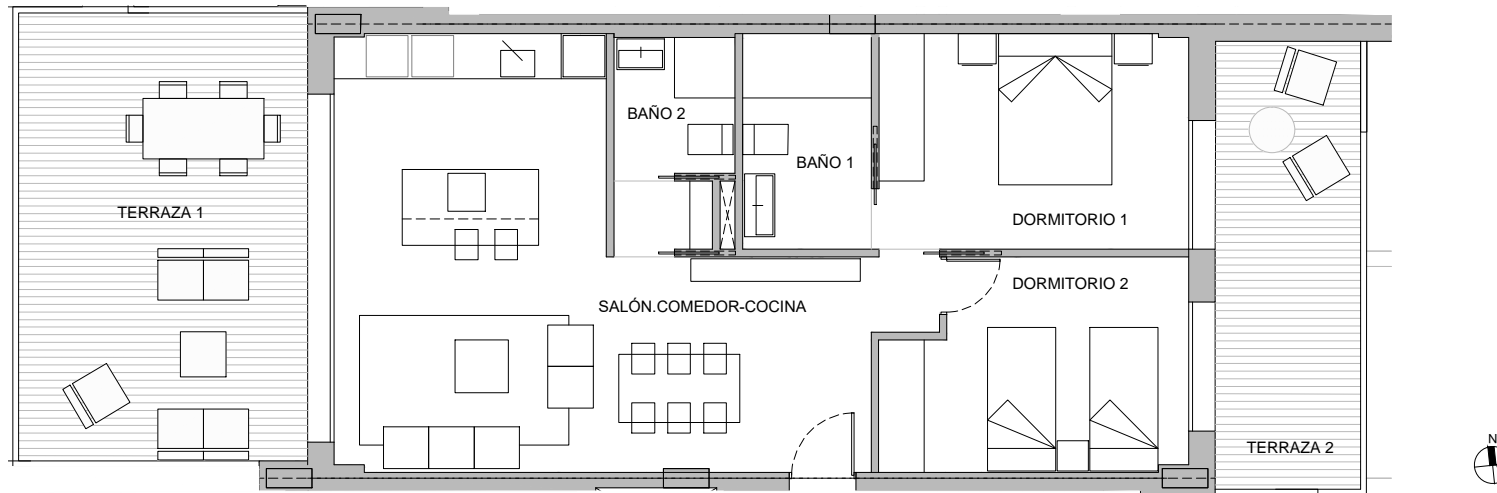 BAÑO 2
BAÑO 1
TERRAZA 1
DORMITORIO 1
DORMITORIO 2
SALÓN.COMEDOR-COCINA
TERRAZA 2
N